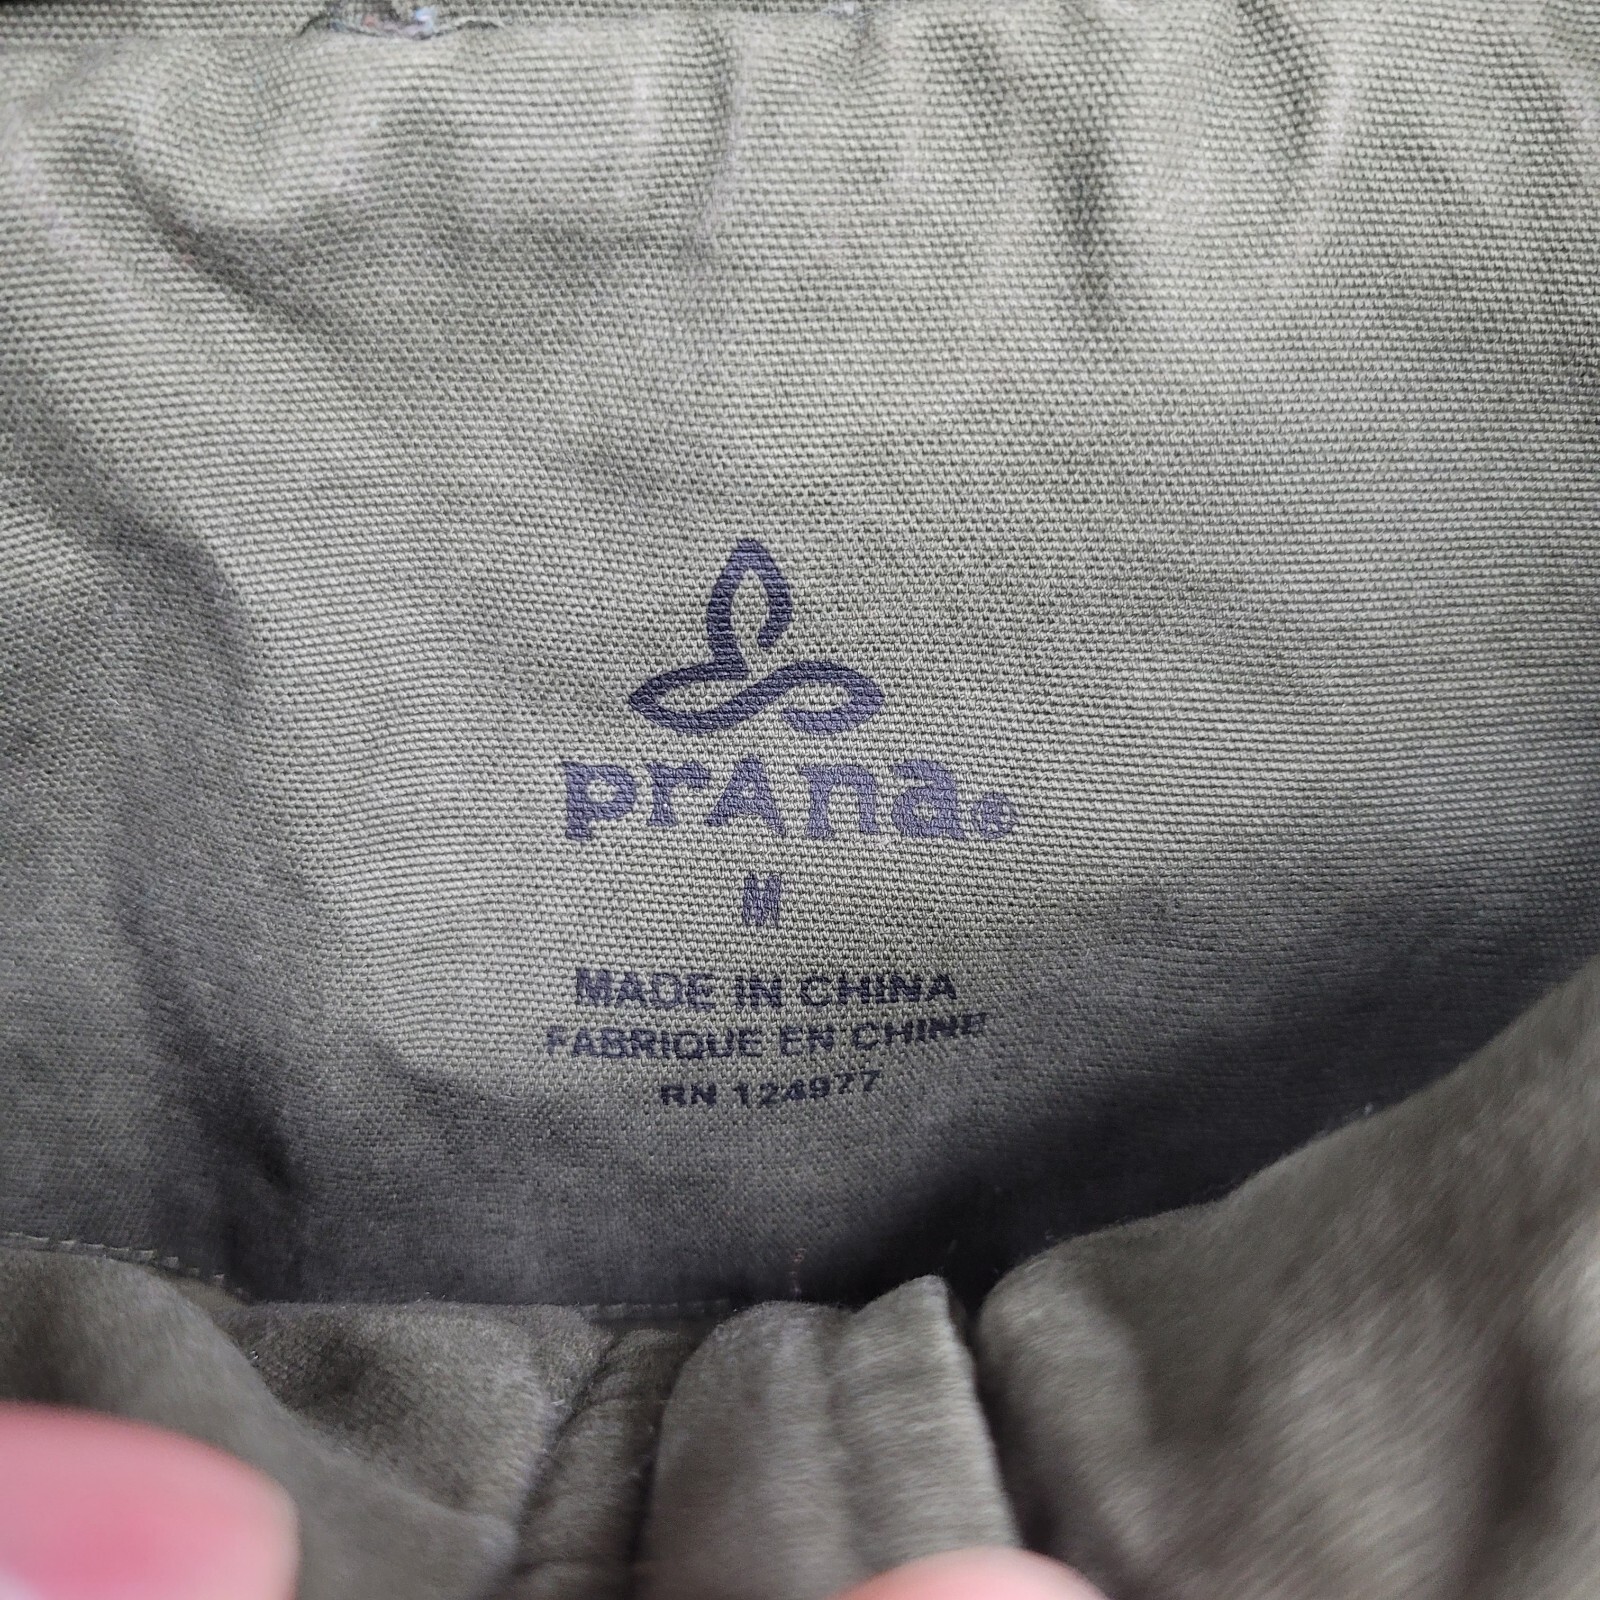 prAna®
M
MADE IN CHINA
FABRIQUE EN CHINE
RN 124977